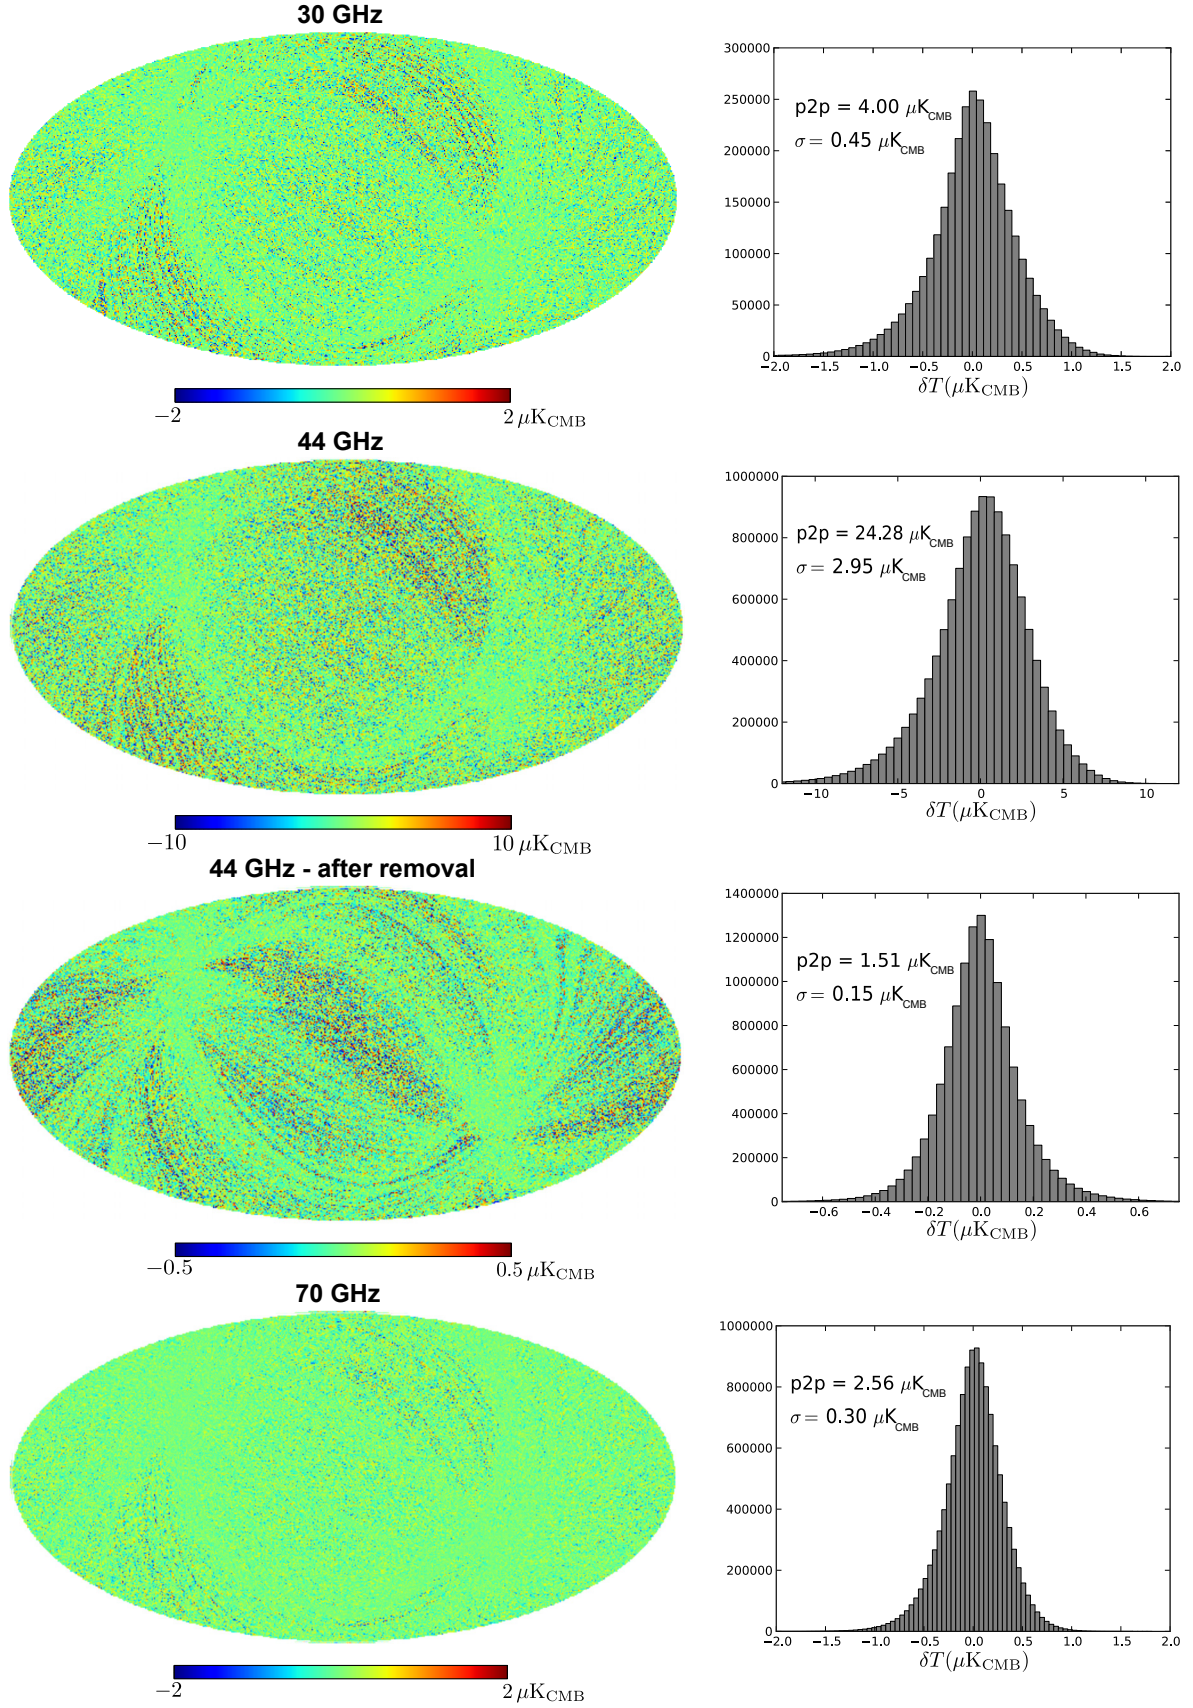 30 GHz
−2 2 μK_CMB
300000
250000
200000
150000
100000
50000
0
p2p = 4.00 μK_CMB
σ = 0.45 μK_CMB
−2.0 −1.5 −1.0 −0.5 0.0 0.5 1.0 1.5 2.0
δT(μK_CMB)
44 GHz
−10 10 μK_CMB
1000000
800000
600000
400000
200000
0
p2p = 24.28 μK_CMB
σ = 2.95 μK_CMB
−10 −5 0 5 10
δT(μK_CMB)
44 GHz - after removal
−0.5 0.5 μK_CMB
1400000
1200000
1000000
800000
600000
400000
200000
0
p2p = 1.51 μK_CMB
σ = 0.15 μK_CMB
−0.6 −0.4 −0.2 0.0 0.2 0.4 0.6
δT(μK_CMB)
70 GHz
−2 2 μK_CMB
1000000
800000
600000
400000
200000
0
p2p = 2.56 μK_CMB
σ = 0.30 μK_CMB
−2.0 −1.5 −1.0 −0.5 0.0 0.5 1.0 1.5 2.0
δT(μK_CMB)